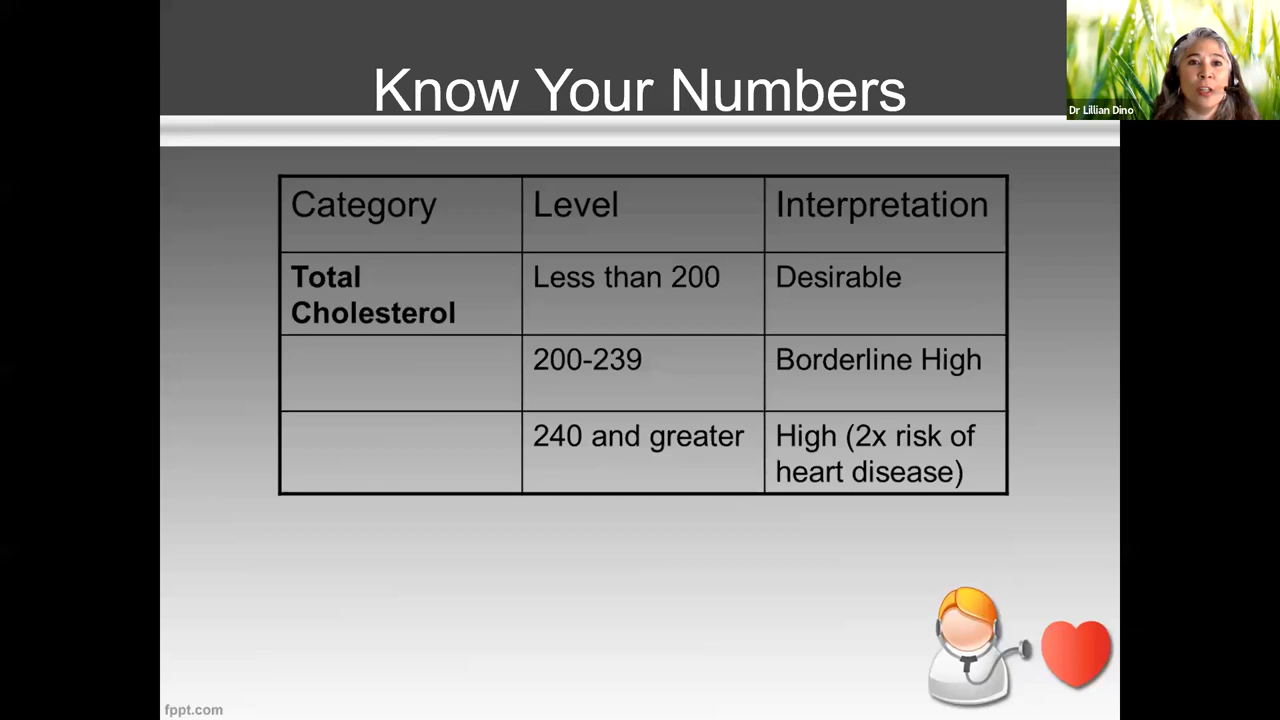 Know Your Numbers
Dr Lillian Dino
Category Level Interpretation
Total Less than 200 Desirable
Cholesterol
200-239 Borderline High
240 and greater High (2x risk of
heart disease)
fppt.com